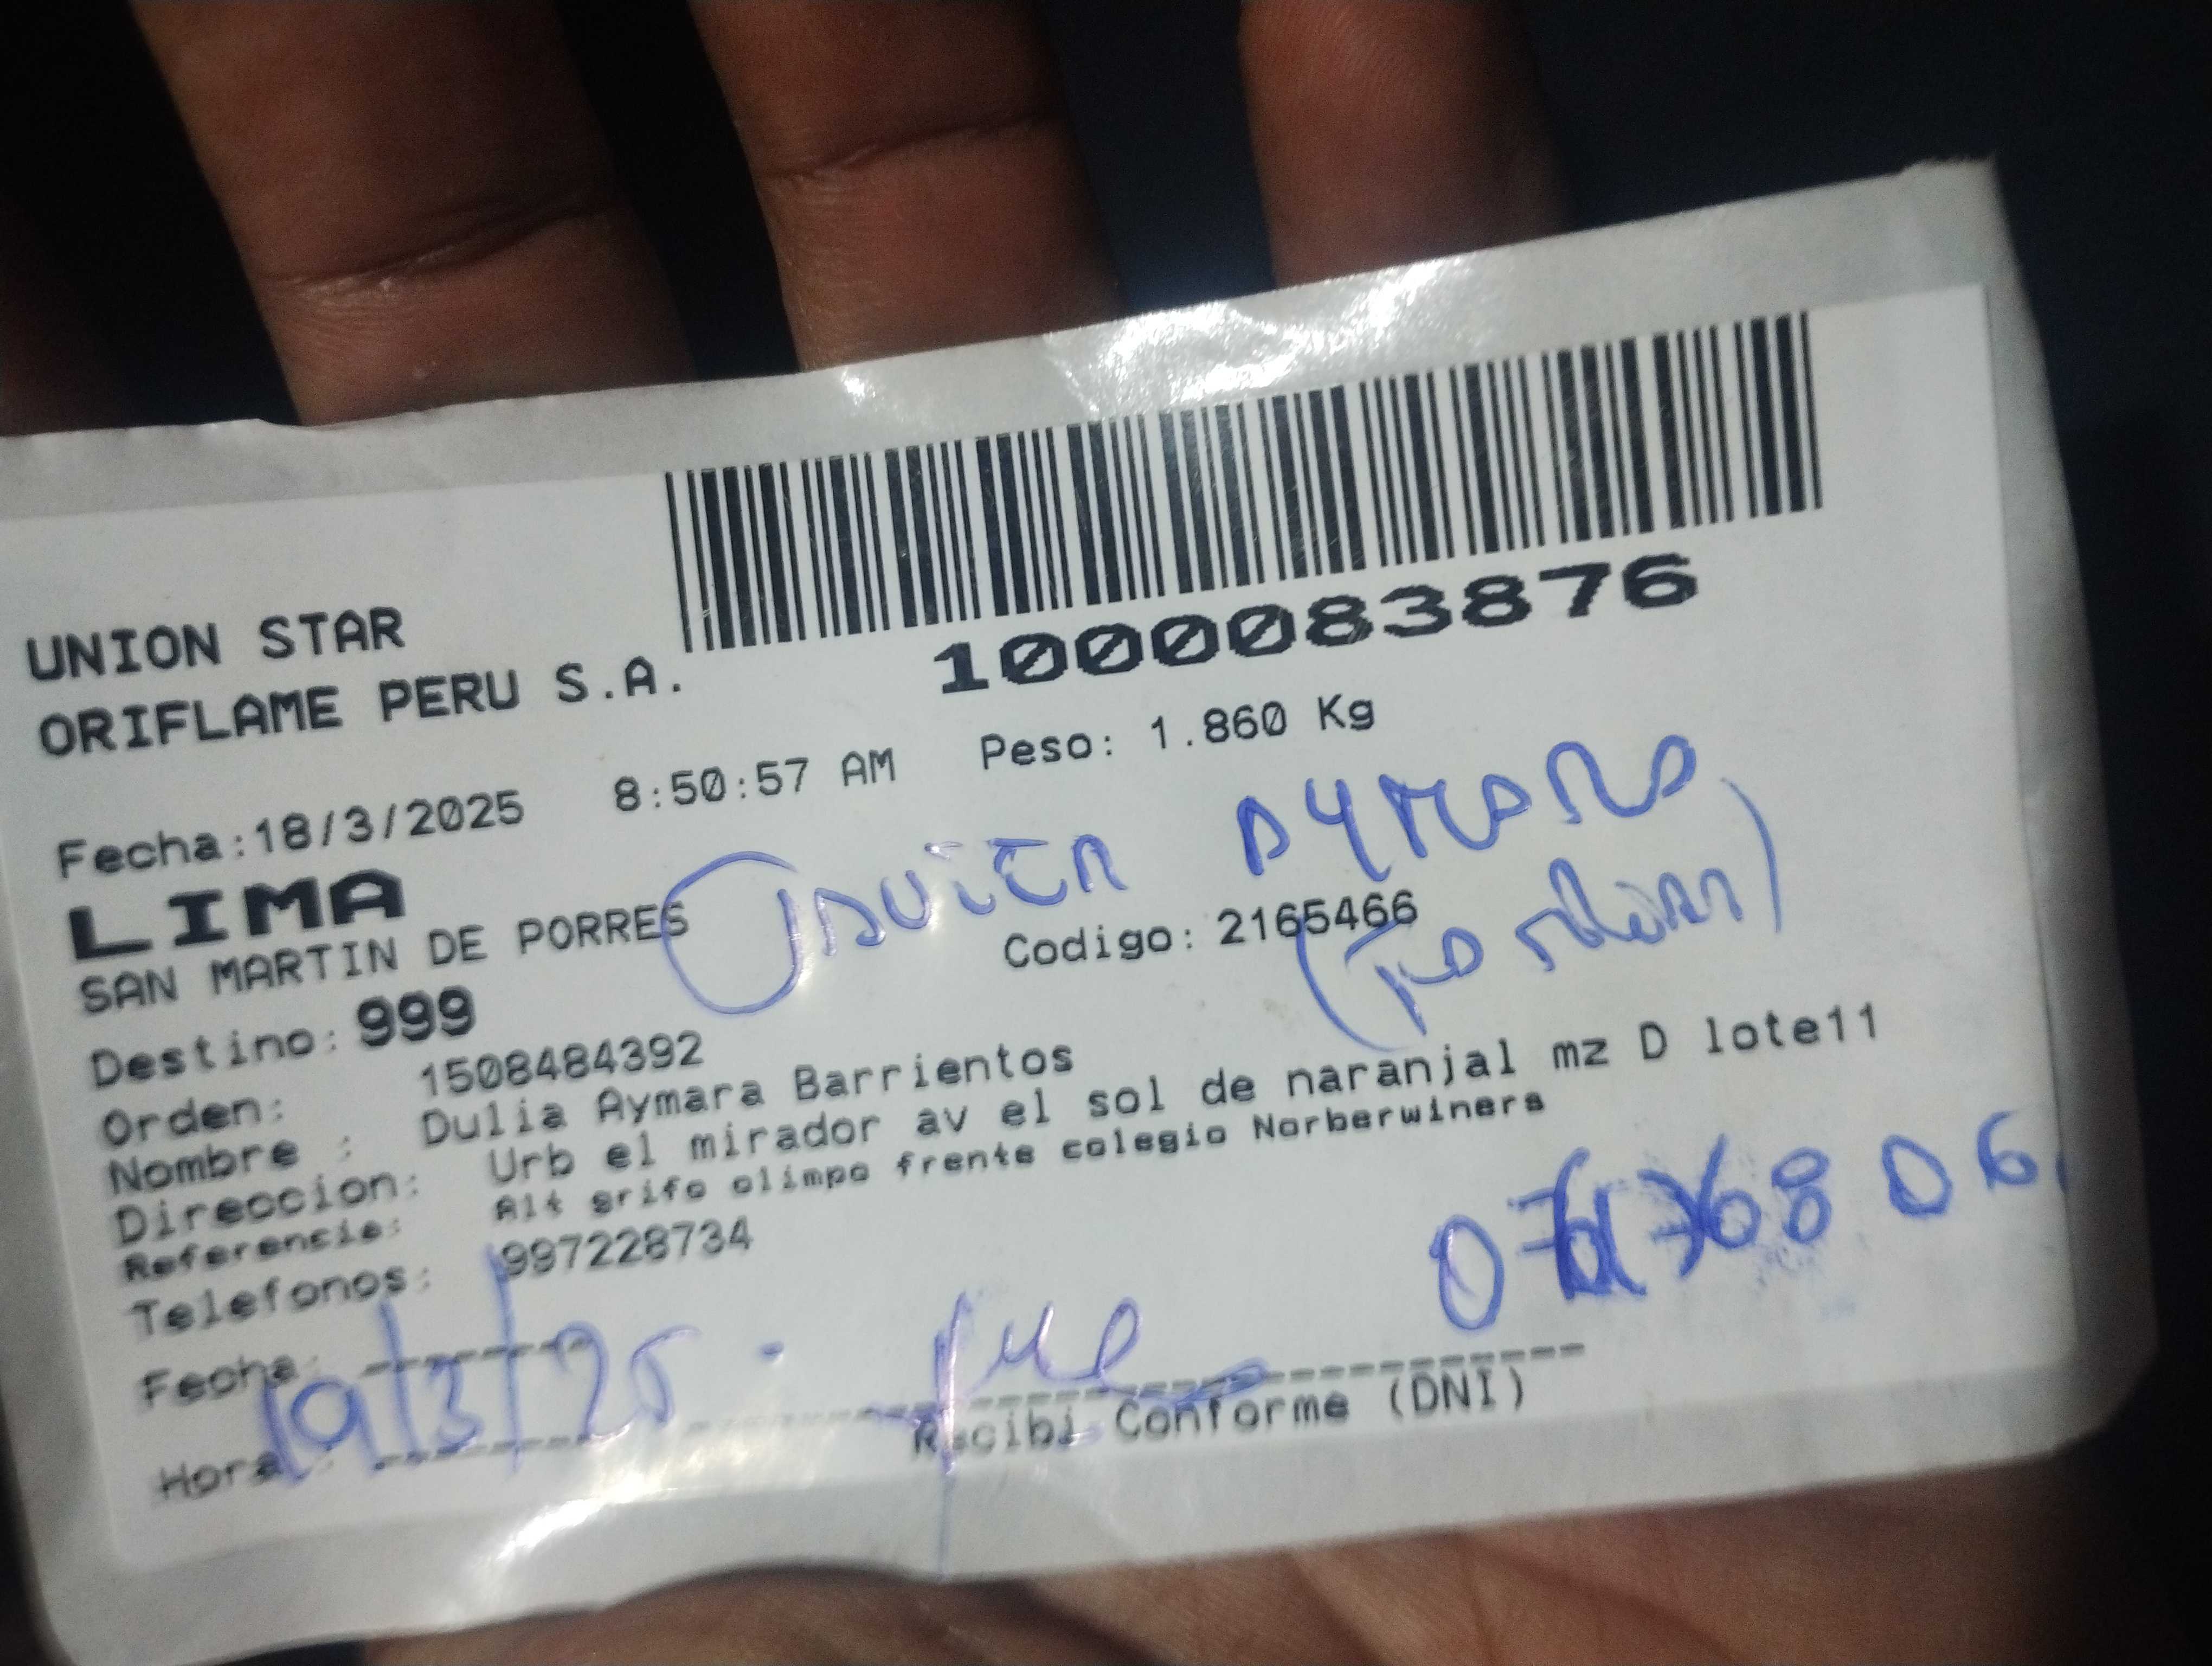 UNION STAR
ORIFLAME PERU S.A.
1000083876
Fecha:18/3/2025 8:50:57 AM Peso: 1.860 Kg
LIMA
JAVIER AYMARA
SAN MARTIN DE PORRES Codigo: 2165466
Destino: 999
Orden: 1508484392
Nombre : Dulia Aymara Barrientos
Direccion: Urb el mirador av el sol de naranjal mz D lote11
Referencia: Alt grifo olimpo frente colegio Norberwiners
Telefonos: 997228734
Fecha: 19/3/25
Hora:
Recibi Conforme (DNI)